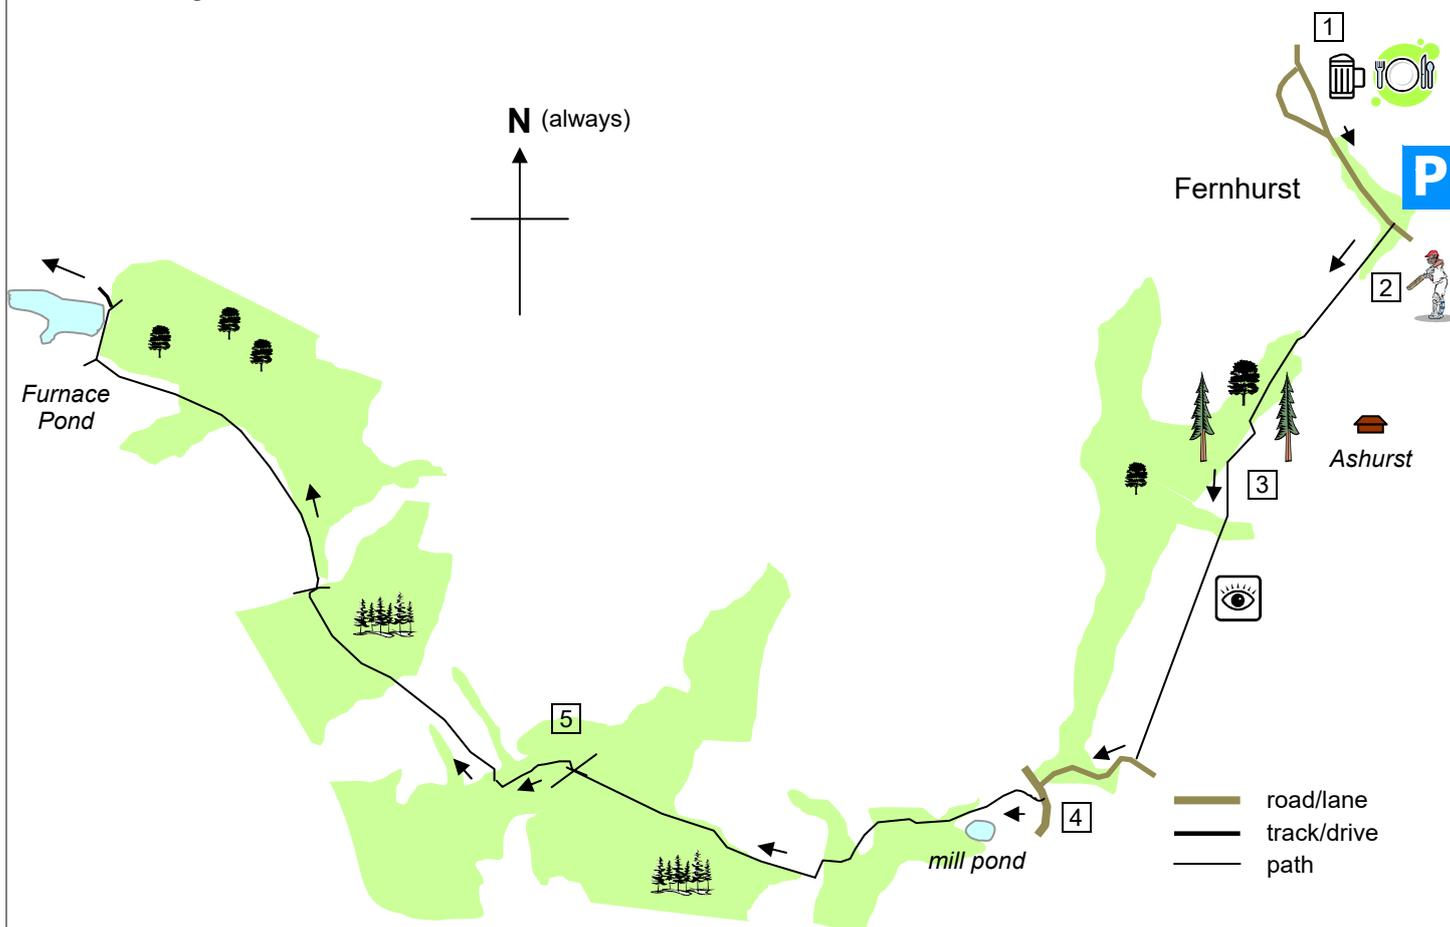 1
N (always)
P
Fernhurst
2
Furnace
Pond
Ashurst
3
5
road/lane
4
track/drive
mill pond
path